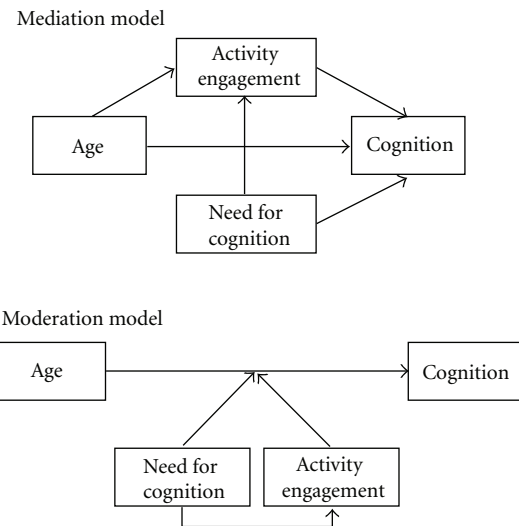 Mediation model
Activity
engagement
Age
Cognition
Need for
cognition
Moderation model
Age
Cognition
Need for
cognition
Activity
engagement